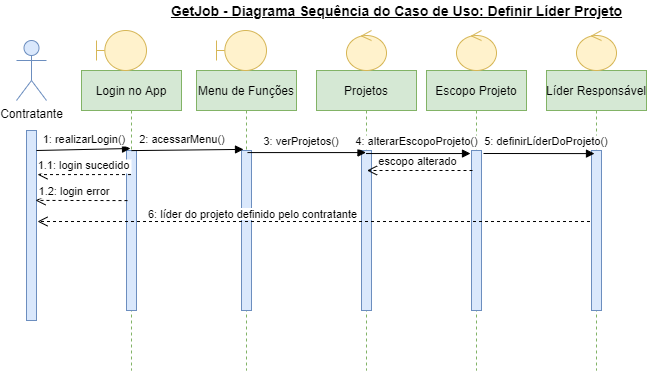 GetJob - Diagrama Sequência do Caso de Uso: Definir Líder Projeto
Contratante
Login no App
Menu de Funções
Projetos
Escopo Projeto
Líder Responsável
1: realizarLogin()
2: acessarMenu()
3: verProjetos()
4: alterarEscopoProjeto()
5: definirLíderDoProjeto()
1.1: login sucedido
escopo alterado
1.2: login error
6: líder do projeto definido pelo contratante